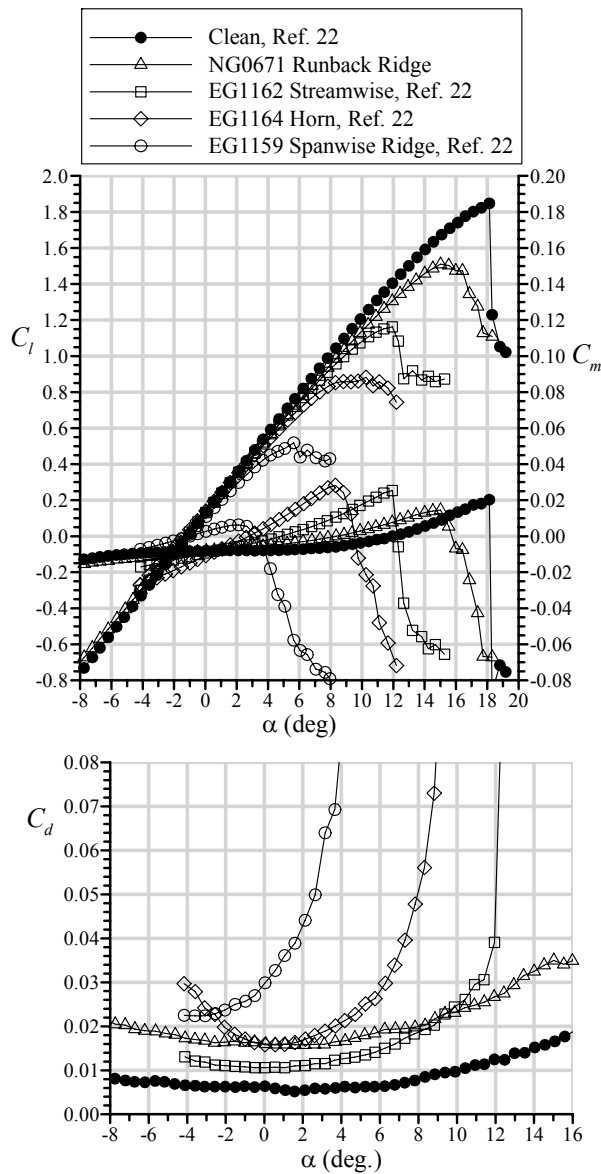 Clean, Ref. 22
NG0671 Runback Ridge
EG1162 Streamwise, Ref. 22
EG1164 Horn, Ref. 22
EG1159 Spanwise Ridge, Ref. 22
2.0 0.20
1.8 0.18
1.6 0.16
1.4 0.14
1.2 0.12
C_l 1.0 0.10 C_m
0.8 0.08
0.6 0.06
0.4 0.04
0.2 0.02
0.0 0.00
-0.2 -0.02
-0.4 -0.04
-0.6 -0.06
-0.8 -0.08
-8 -6 -4 -2 0 2 4 6 8 10 12 14 16 18 20
α (deg)
0.08
0.07
C_d
0.06
0.05
0.04
0.03
0.02
0.01
0.00
-8 -6 -4 -2 0 2 4 6 8 10 12 14 16
α (deg.)